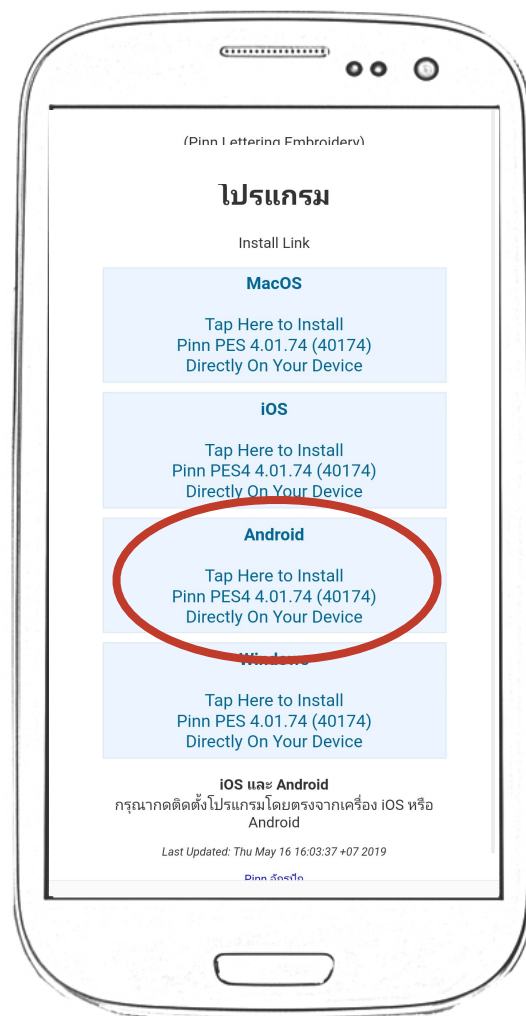 (Pinn Lettering Embroidery)
โปรแกรม
Install Link
MacOS
Tap Here to Install
Pinn PES 4.01.74 (40174)
Directly On Your Device
iOS
Tap Here to Install
Pinn PES4 4.01.74 (40174)
Directly On Your Device
Android
Tap Here to Install
Pinn PES4 4.01.74 (40174)
Directly On Your Device
Windows
Tap Here to Install
Pinn PES 4.01.74 (40174)
Directly On Your Device
iOS และ Android
กรุณากดติดตั้งโปรแกรมโดยตรงจากเครื่อง iOS หรือ
Android
Last Updated: Thu May 16 16:03:37 +07 2019
Pinn จักรปัก